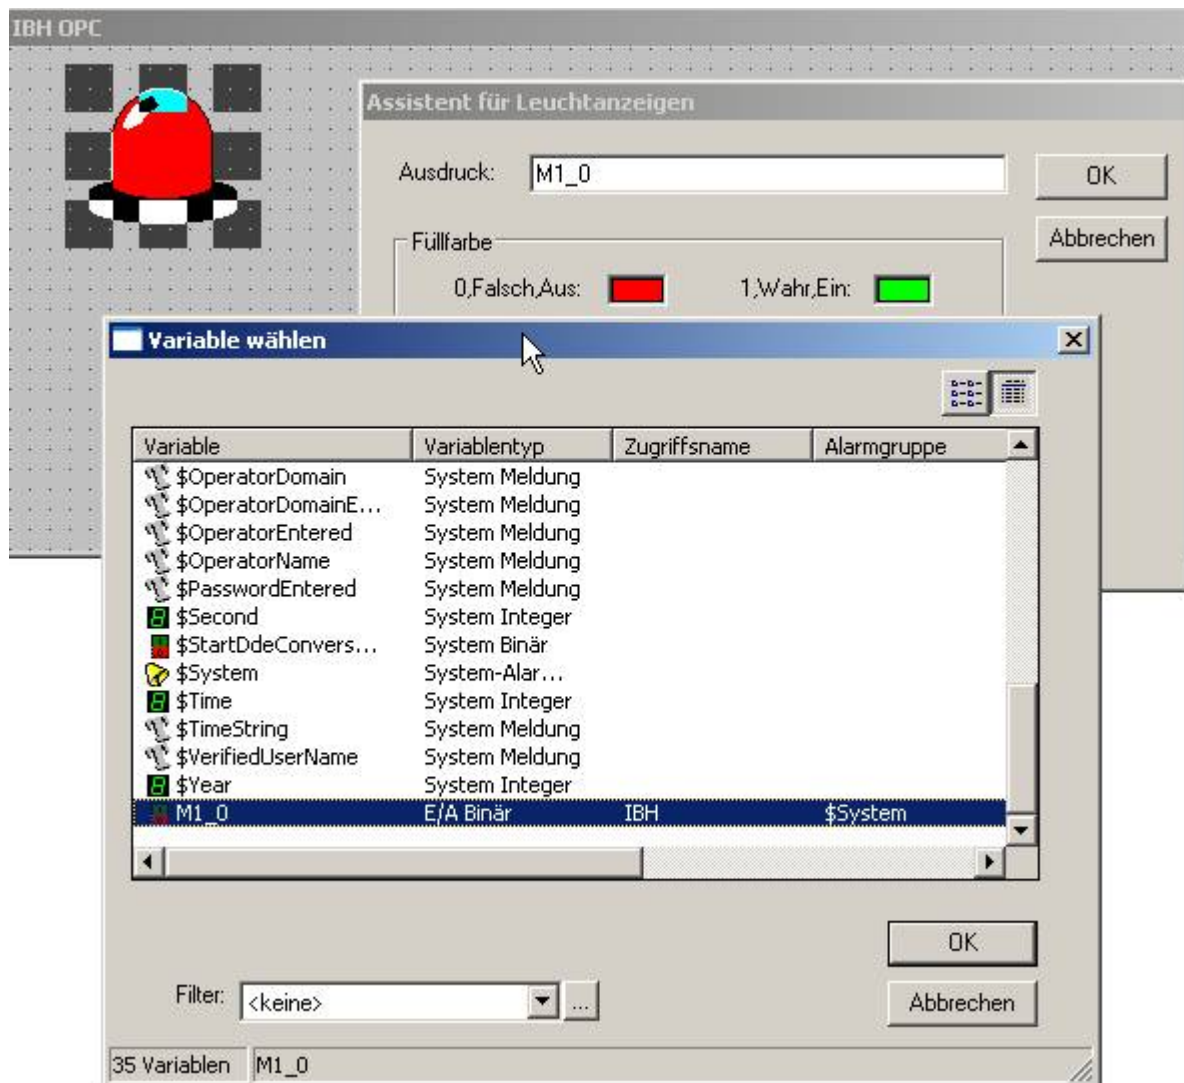 IBH OPC
Assistent für Leuchtanzeigen
Ausdruck: M1_0
OK
Abbrechen
Füllfarbe
0,Falsch,Aus: 1,Wahr,Ein:
Variable wählen
Variable Variablentyp Zugriffsname Alarmgruppe
$OperatorDomain System Meldung
$OperatorDomainE... System Meldung
$OperatorEntered System Meldung
$OperatorName System Meldung
$PasswordEntered System Meldung
$Second System Integer
$StartDdeConvers... System Binär
$System System-Alar...
$Time System Integer
$TimeString System Meldung
$VerifiedUserName System Meldung
$Year System Integer
M1_0 E/A Binär IBH $System
OK
Filter: <keine> ... Abbrechen
35 Variablen M1_0